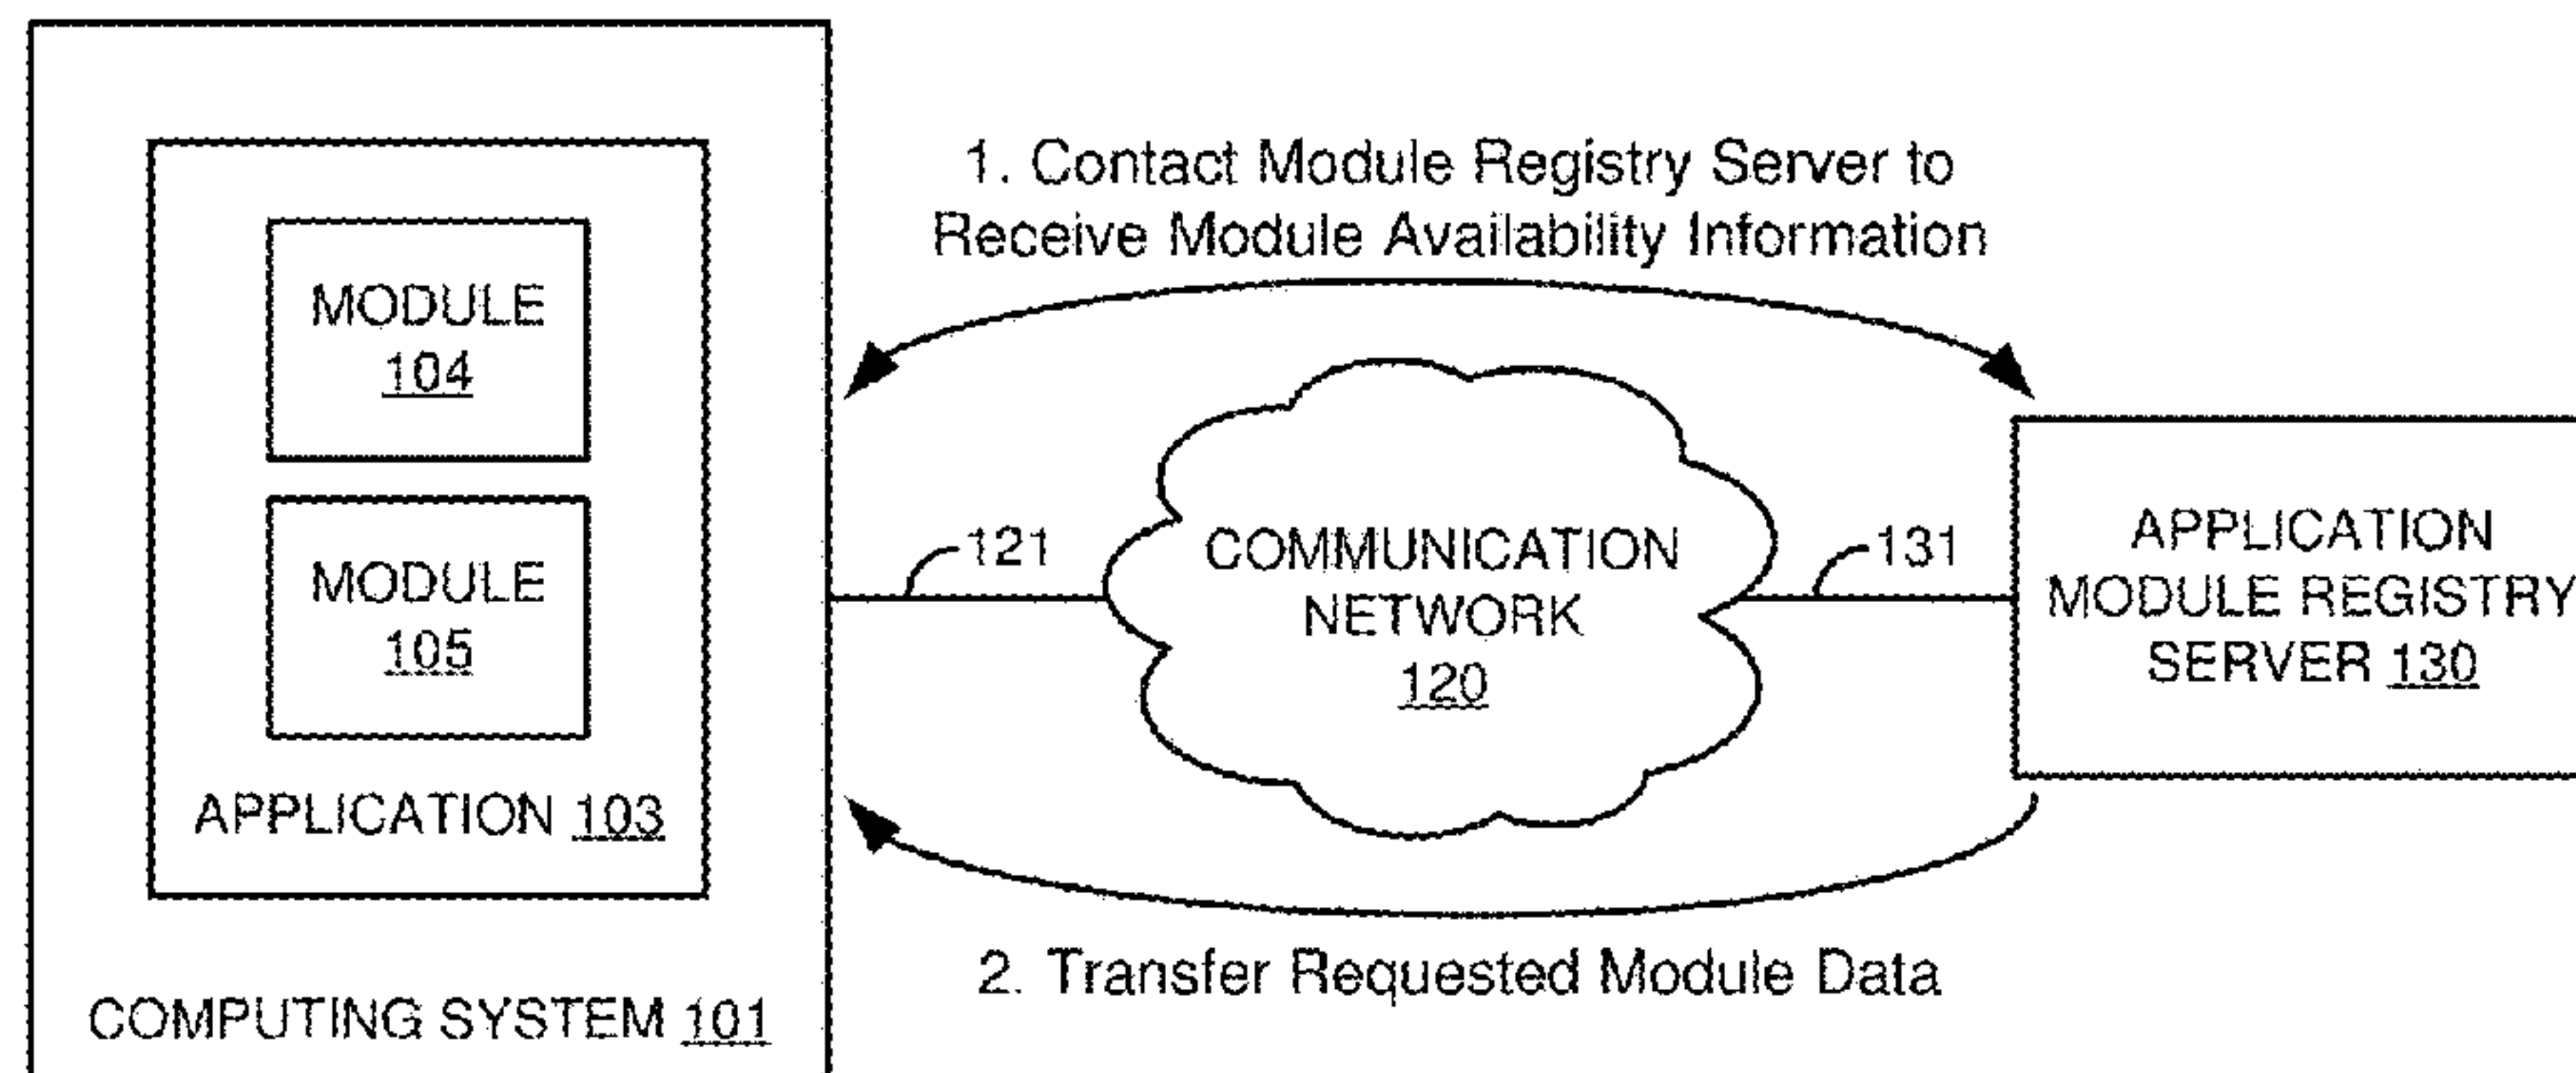 1. Contact Module Registry Server to
Receive Module Availability Information
MODULE
104
MODULE
105
APPLICATION 103
COMPUTING SYSTEM 101
121
COMMUNICATION
NETWORK
120
131
APPLICATION
MODULE REGISTRY
SERVER 130
2. Transfer Requested Module Data